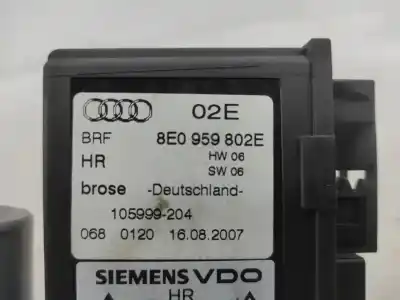 02E
BRF 8E0 959 802E
HR HW 06
SW 06
brose -Deutschland-
105999-204
068 0120 16.08.2007
SIEMENS VDO
HR